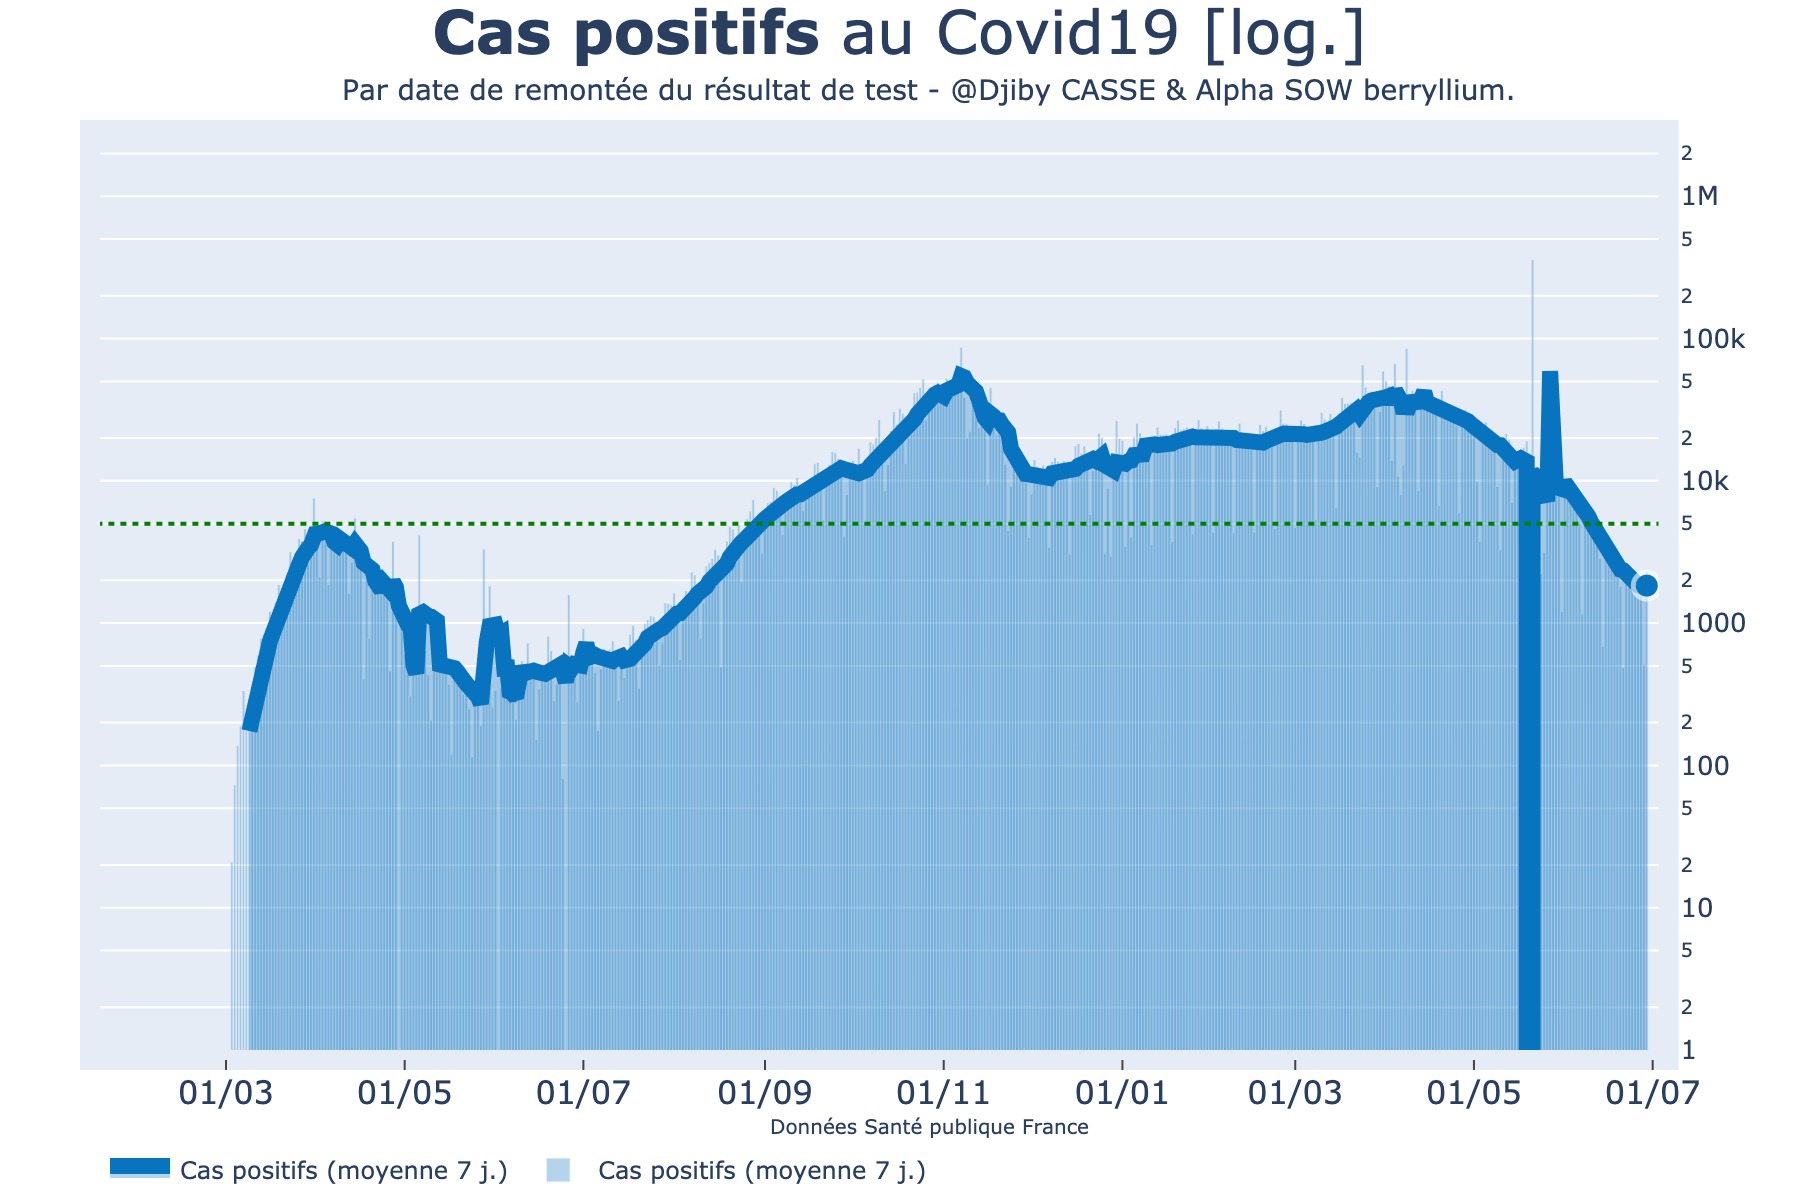 Cas positifs au Covid19 [log.]
Par date de remontée du résultat de test - @Djiby CASSE & Alpha SOW berryllium.
2
1M
5
2
100k
5
2
10k
5
2
1000
5
2
100
5
2
10
5
2
1
01/03 01/05 01/07 01/09 01/11 01/01 01/03 01/05 01/07
Données Santé publique France
Cas positifs (moyenne 7 j.) Cas positifs (moyenne 7 j.)